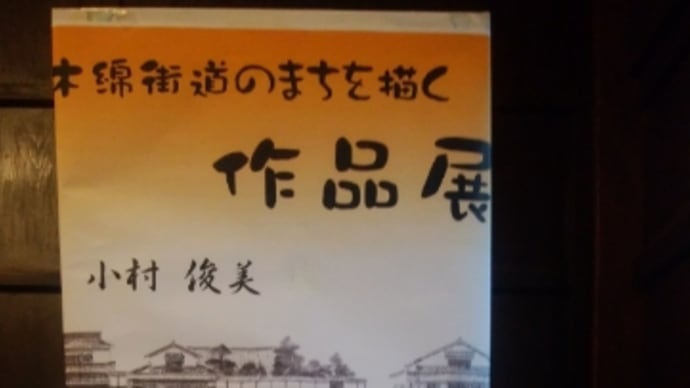 木綿街道のまちを描く
作品展
小村 俊美